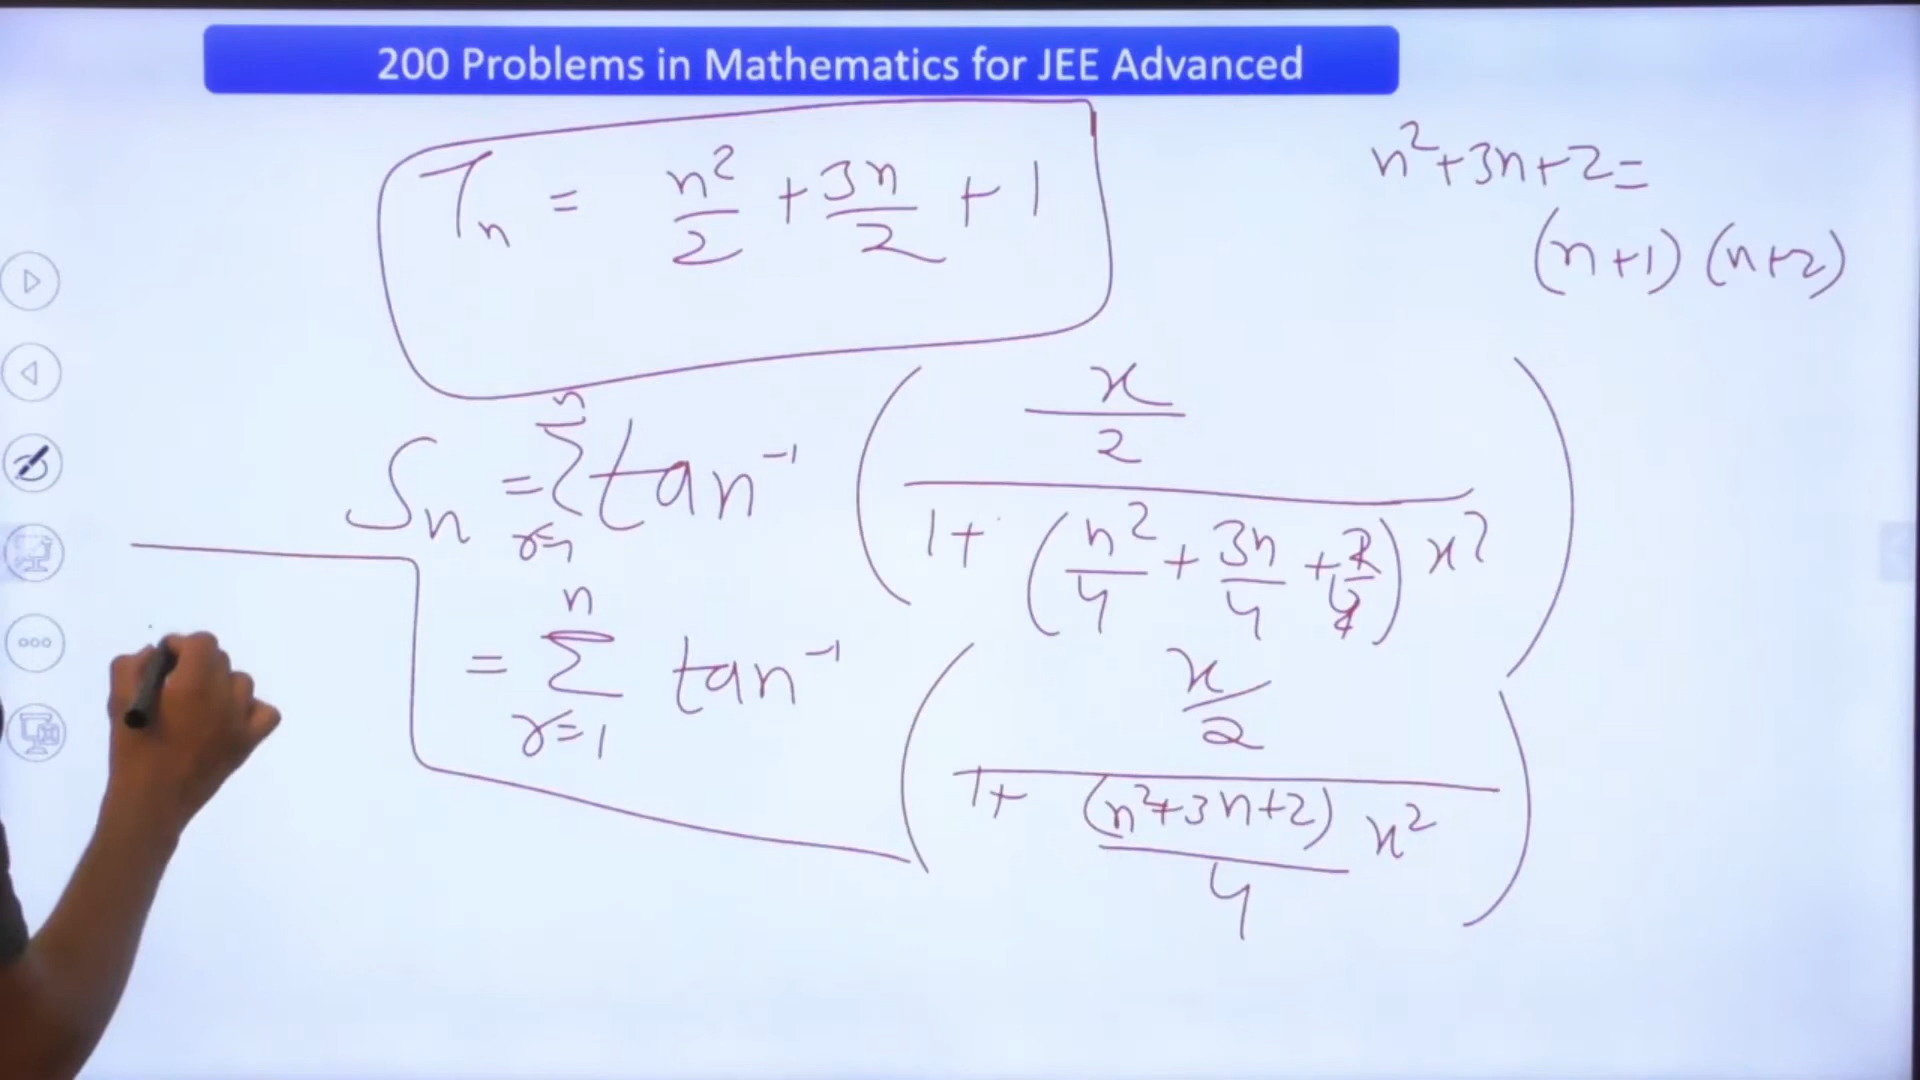 200 Problems in Mathematics for JEE Advanced
Tₙ = n²/2 + 3n/2 + 1
n²+3n+2=
(n+1) (n+2)
Sₙ = Σ(r=1 to n) tan⁻¹ ( (x/2) / (1 + (n²/4 + 3n/4 + 2/4) x²) )
= Σ(r=1 to n) tan⁻¹ ( (x/2) / (1+ ((n²+3n+2)/4) x²) )